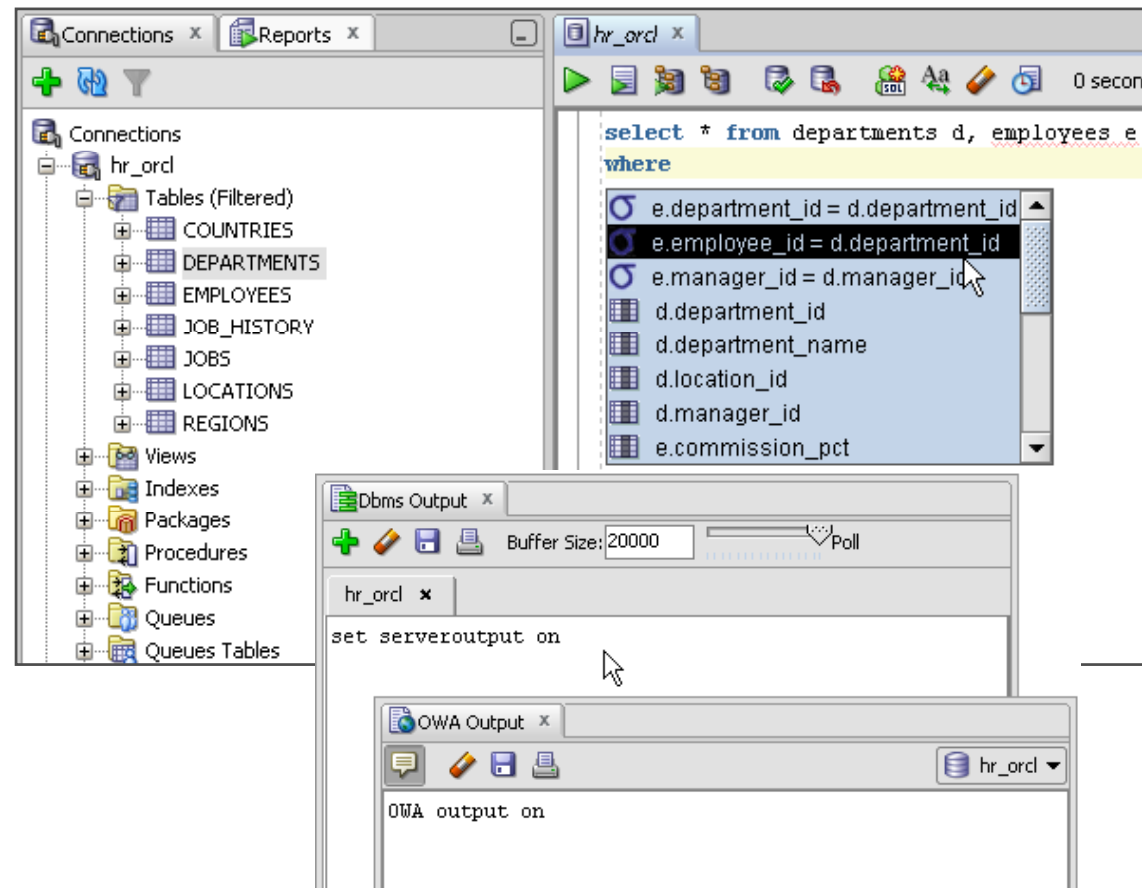 Connections
Reports
Connections
hr_orcl
Tables (Filtered)
COUNTRIES
DEPARTMENTS
EMPLOYEES
JOB_HISTORY
JOBS
LOCATIONS
REGIONS
Views
Indexes
Packages
Procedures
Functions
Queues
Queues Tables
hr_orcl
SQL
Aa
0 secon
select * from departments d, employees e
where
e.department_id = d.department_id
e.employee_id = d.department_id
e.manager_id = d.manager_id
d.department_id
d.department_name
d.location_id
d.manager_id
e.commission_pct
Dbms Output
Buffer Size: 20000
Poll
hr_orcl
set serveroutput on
OWA Output
hr_orcl
OWA output on